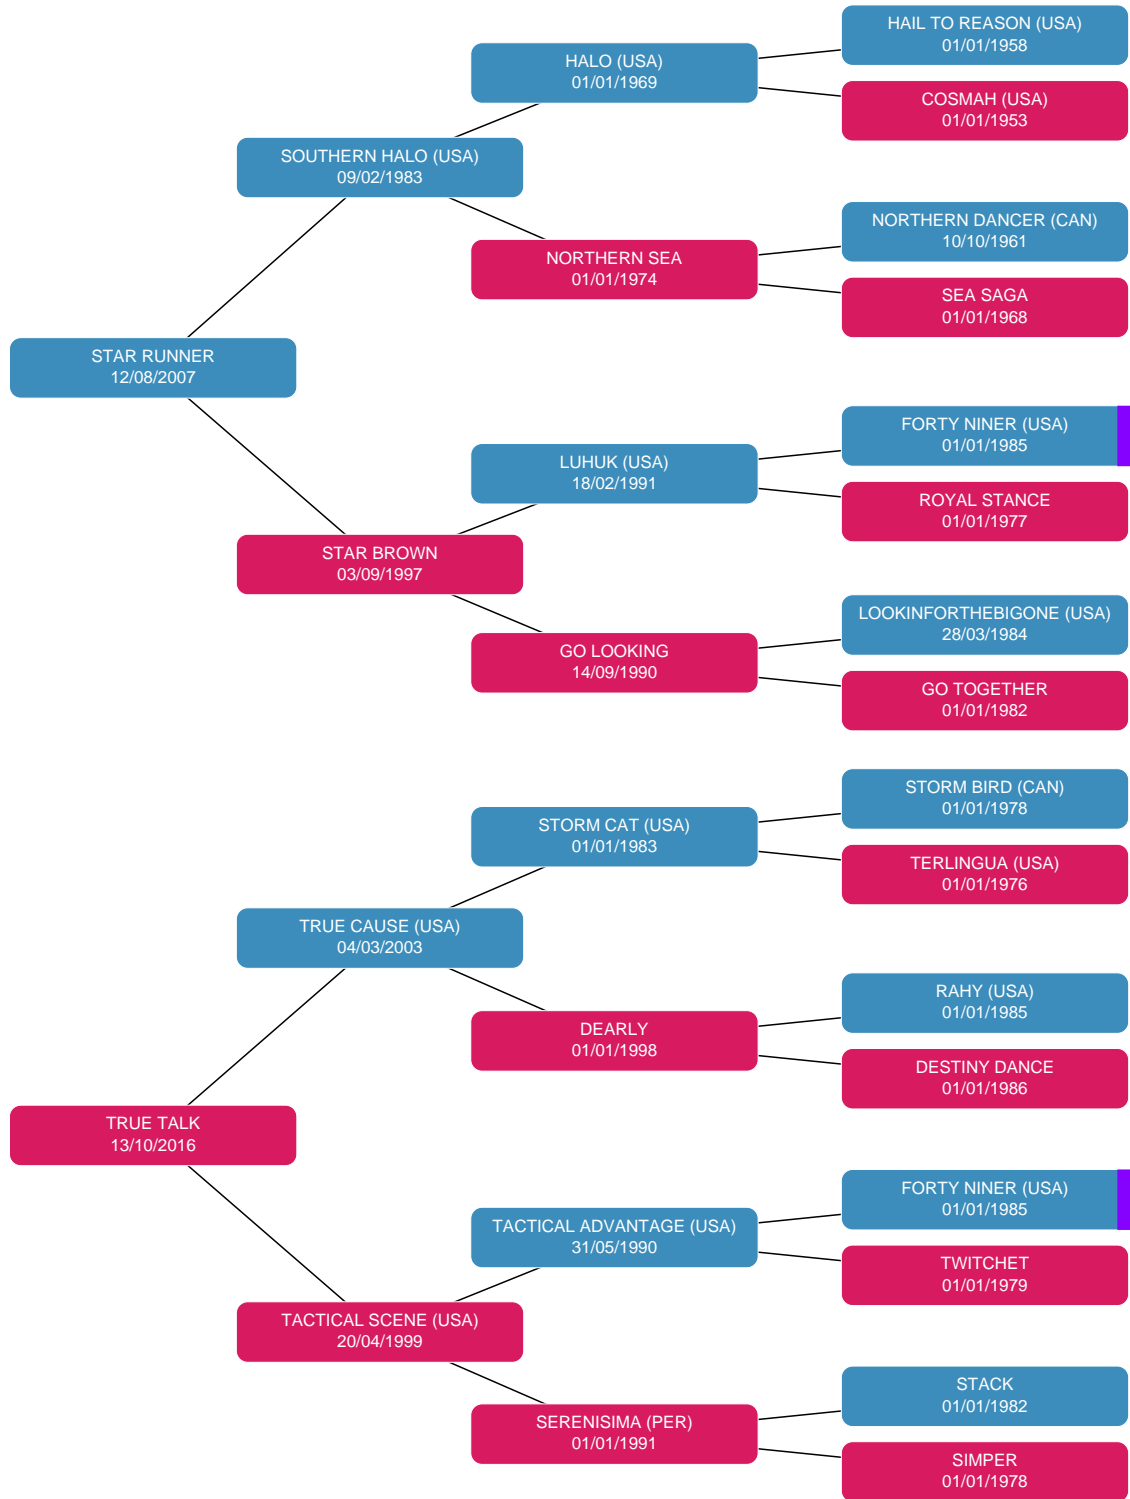 HAIL TO REASON (USA)
01/01/1958
HALO (USA)
01/01/1969
COSMAH (USA)
01/01/1953
SOUTHERN HALO (USA)
09/02/1983
NORTHERN DANCER (CAN)
10/10/1961
NORTHERN SEA
01/01/1974
SEA SAGA
01/01/1968
STAR RUNNER
12/08/2007
FORTY NINER (USA)
01/01/1985
LUHUK (USA)
18/02/1991
ROYAL STANCE
01/01/1977
STAR BROWN
03/09/1997
LOOKINFORTHEBIGONE (USA)
28/03/1984
GO LOOKING
14/09/1990
GO TOGETHER
01/01/1982
STORM BIRD (CAN)
01/01/1978
STORM CAT (USA)
01/01/1983
TERLINGUA (USA)
01/01/1976
TRUE CAUSE (USA)
04/03/2003
RAHY (USA)
01/01/1985
DEARLY
01/01/1998
DESTINY DANCE
01/01/1986
TRUE TALK
13/10/2016
FORTY NINER (USA)
01/01/1985
TACTICAL ADVANTAGE (USA)
31/05/1990
TWITCHET
01/01/1979
TACTICAL SCENE (USA)
20/04/1999
STACK
01/01/1982
SERENISIMA (PER)
01/01/1991
SIMPER
01/01/1978